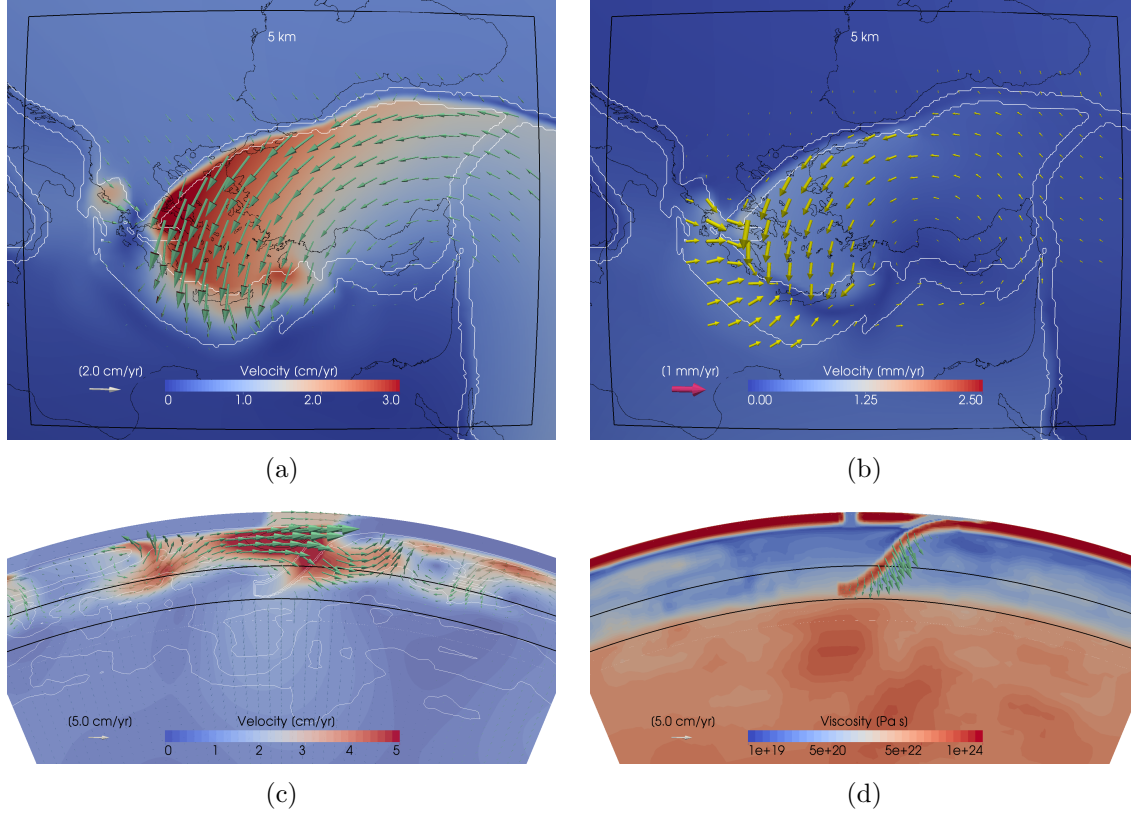 5 km
(2.0 cm/yr)
Velocity (cm/yr)
0 1.0 2.0 3.0
(a)
5 km
(1 mm/yr)
Velocity (mm/yr)
0.00 1.25 2.50
(b)
(5.0 cm/yr)
Velocity (cm/yr)
0 1 2 3 4 5
(c)
(5.0 cm/yr)
Viscosity (Pa s)
1e+19 5e+20 5e+22 1e+24
(d)